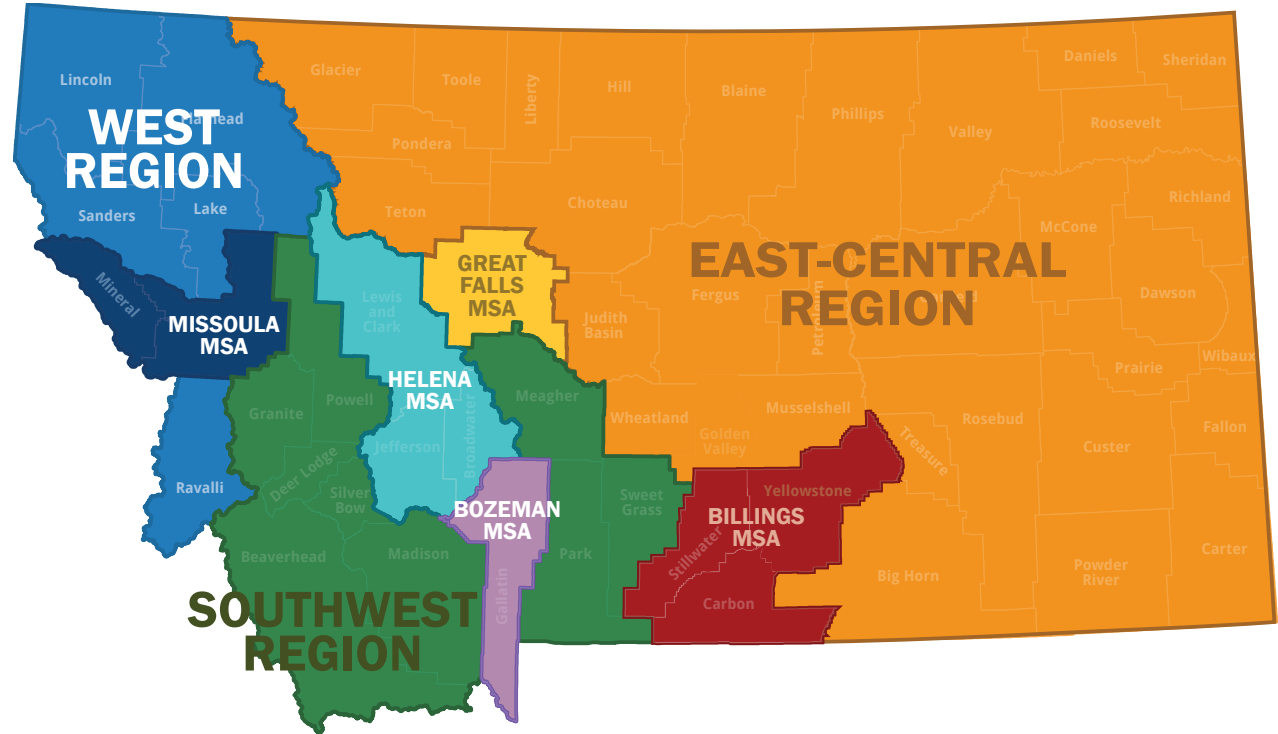 Lincoln
Flathead
WEST
REGION
Sanders
Lake
Mineral
MISSOULA
MSA
Ravalli
Glacier
Toole
Liberty
Hill
Blaine
Phillips
Daniels
Sheridan
Valley
Roosevelt
Pondera
Teton
Choteau
Richland
McCone
EAST-CENTRAL
REGION
GREAT
FALLS
MSA
Lewis
and
Clark
Judith
Basin
Fergus
Petroleum
Dawson
Prairie
Wibaux
HELENA
MSA
Granite
Powell
Meagher
Jefferson
Broadwater
Wheatland
Golden
Valley
Musselshell
Treasure
Rosebud
Custer
Fallon
Deer Lodge
Silver
Bow
BOZEMAN
MSA
Sweet
Grass
Yellowstone
BILLINGS
MSA
Stillwater
Carbon
Beaverhead
Madison
Gallatin
Park
Big Horn
Powder
River
Carter
SOUTHWEST
REGION